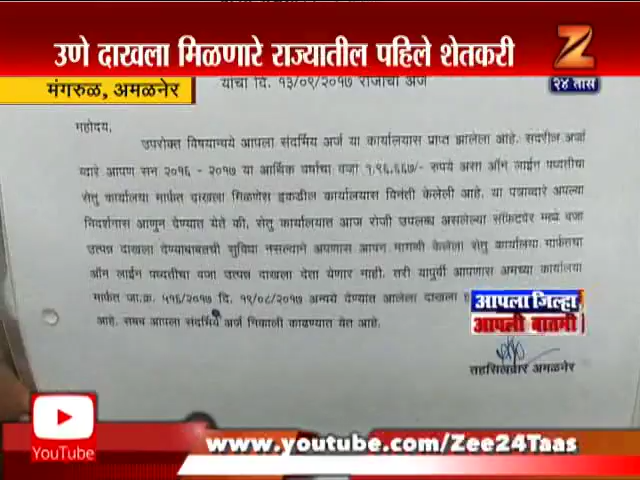 उणे दाखला मिळणारे राज्यातील पहिले शेतकरी
२४ तास
मंगरुळ, अमळनेर
यांचा दि. १३/०९/२०१७ राजीचा अर्ज
महोदय,
उपरोक्त विषयान्वये आपला संदर्भिय अर्ज या कार्यालयास प्राप्त झालेला आहे. सदरील अर्जा
व्दारे आपण सन २०१६ - २०१७ या आर्थिक वर्षाचा वजा १,९६,६६७/- रुपये असा ऑन लाईन पध्दतीचा
सेतु कार्यालया मार्फत दाखला मिळणेस इकडील कार्यालयास विनंती केलेली आहे. या पत्राव्दारे आपल्या
निदर्शनास आणुन देण्यात येते की, सेतु कार्यालयात आज रोजी उपलब्ध असलेल्या सॉफ्टवेर मध्ये वजा
उत्पन्न दाखला देण्याबाबतची सुविधा नसल्याने आपणास आपण मागणी केलेला सेतु कार्यालया मार्फतचा
ऑन लाईन पध्दतीचा वजा उत्पन्न दाखला देता येणार नाही. तरी यापुर्वी आपणास अमच्या कार्यालया
मार्फत जा.क्र. ५१६/२०१७ दि. १९/०८/२०१७ अन्वये देण्यांत आलेला दाखला
आहे. सबब आपला संदर्भिय अर्ज निकाली काढण्यात येत आहे.
आपला जिल्हा
आपली बातमी
तहसिलदार अमळनेर
YouTube
www.youtube.com/Zee24Taas